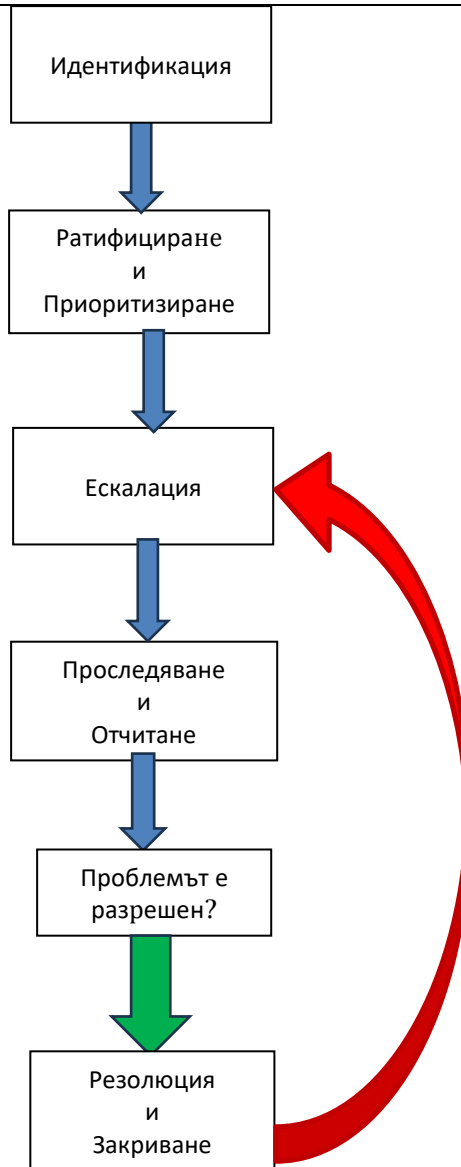 Идентификация
Ратифициране
и
Приоритизиране
Ескалация
Проследяване
и
Отчитане
Проблемът е
разрешен?
Резолюция
и
Закриване